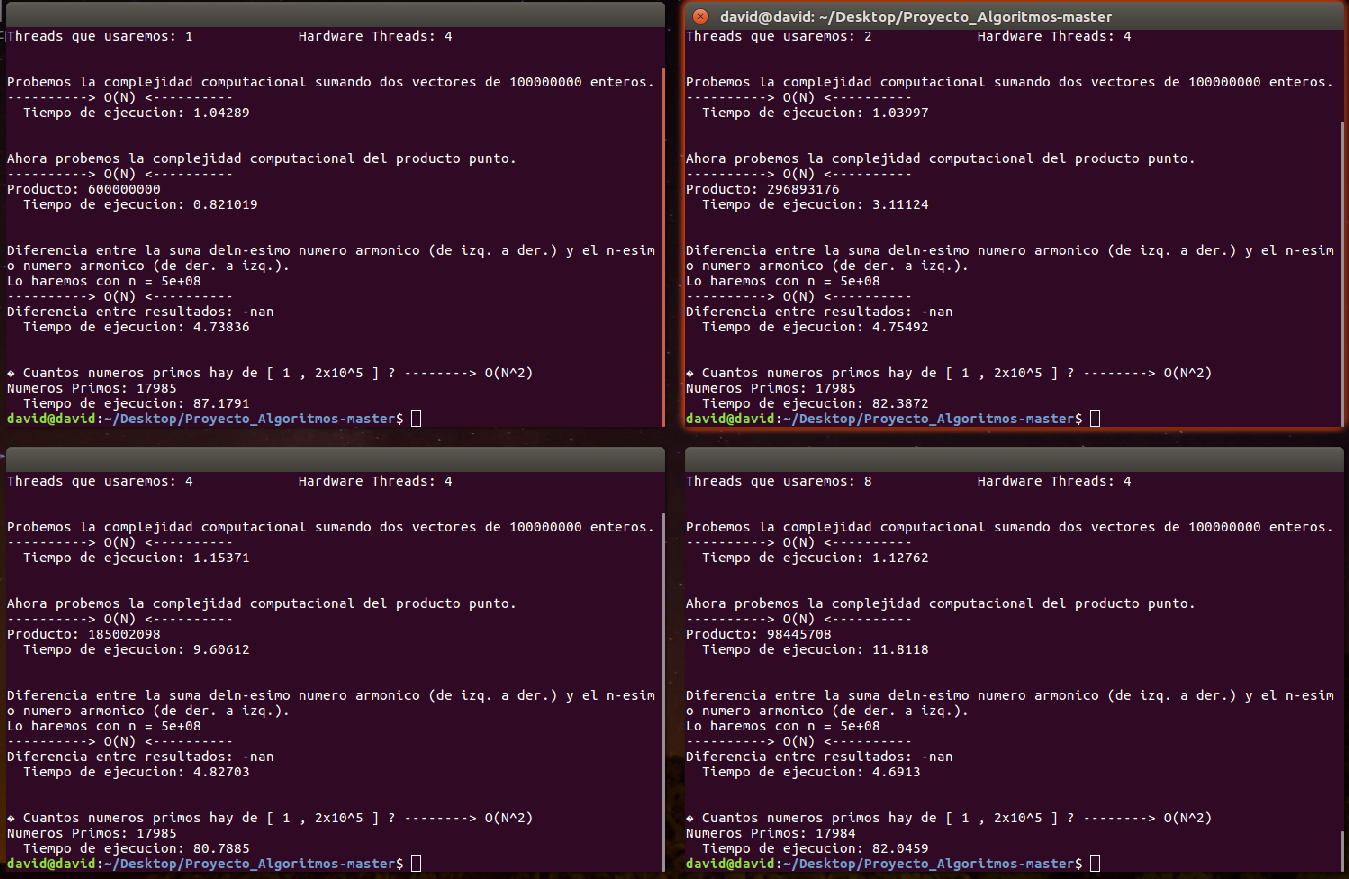 Threads que usaremos: 1 Hardware Threads: 4
Probemos la complejidad computacional sumando dos vectores de 100000000 enteros.
----------> O(N) <----------
Tiempo de ejecucion: 1.04289
Ahora probemos la complejidad computacional del producto punto.
----------> O(N) <----------
Producto: 600000000
Tiempo de ejecucion: 0.821019
Diferencia entre la suma deln-esimo numero armonico (de izq. a der.) y el n-esim
o numero armonico (de der. a izq.).
Lo haremos con n = 5e+08
----------> O(N) <----------
Diferencia entre resultados: -nan
Tiempo de ejecucion: 4.73836
� Cuantos numeros primos hay de [ 1 , 2x10^5 ] ? --------> O(N^2)
Numeros Primos: 17985
Tiempo de ejecucion: 87.1791
david@david:~/Desktop/Proyecto_Algoritmos-master$
david@david: ~/Desktop/Proyecto_Algoritmos-master
Threads que usaremos: 2 Hardware Threads: 4
Probemos la complejidad computacional sumando dos vectores de 100000000 enteros.
----------> O(N) <----------
Tiempo de ejecucion: 1.03997
Ahora probemos la complejidad computacional del producto punto.
----------> O(N) <----------
Producto: 296893176
Tiempo de ejecucion: 3.11124
Diferencia entre la suma deln-esimo numero armonico (de izq. a der.) y el n-esim
o numero armonico (de der. a izq.).
Lo haremos con n = 5e+08
----------> O(N) <----------
Diferencia entre resultados: -nan
Tiempo de ejecucion: 4.75492
� Cuantos numeros primos hay de [ 1 , 2x10^5 ] ? --------> O(N^2)
Numeros Primos: 17985
Tiempo de ejecucion: 82.3872
david@david:~/Desktop/Proyecto_Algoritmos-master$
Threads que usaremos: 4 Hardware Threads: 4
Probemos la complejidad computacional sumando dos vectores de 100000000 enteros.
----------> O(N) <----------
Tiempo de ejecucion: 1.15371
Ahora probemos la complejidad computacional del producto punto.
----------> O(N) <----------
Producto: 185002098
Tiempo de ejecucion: 9.60612
Diferencia entre la suma deln-esimo numero armonico (de izq. a der.) y el n-esim
o numero armonico (de der. a izq.).
Lo haremos con n = 5e+08
----------> O(N) <----------
Diferencia entre resultados: -nan
Tiempo de ejecucion: 4.82703
� Cuantos numeros primos hay de [ 1 , 2x10^5 ] ? --------> O(N^2)
Numeros Primos: 17985
Tiempo de ejecucion: 80.7885
david@david:~/Desktop/Proyecto_Algoritmos-master$
Threads que usaremos: 8 Hardware Threads: 4
Probemos la complejidad computacional sumando dos vectores de 100000000 enteros.
----------> O(N) <----------
Tiempo de ejecucion: 1.12762
Ahora probemos la complejidad computacional del producto punto.
----------> O(N) <----------
Producto: 98445708
Tiempo de ejecucion: 11.8118
Diferencia entre la suma deln-esimo numero armonico (de izq. a der.) y el n-esim
o numero armonico (de der. a izq.).
Lo haremos con n = 5e+08
----------> O(N) <----------
Diferencia entre resultados: -nan
Tiempo de ejecucion: 4.6913
� Cuantos numeros primos hay de [ 1 , 2x10^5 ] ? --------> O(N^2)
Numeros Primos: 17984
Tiempo de ejecucion: 82.0459
david@david:~/Desktop/Proyecto_Algoritmos-master$